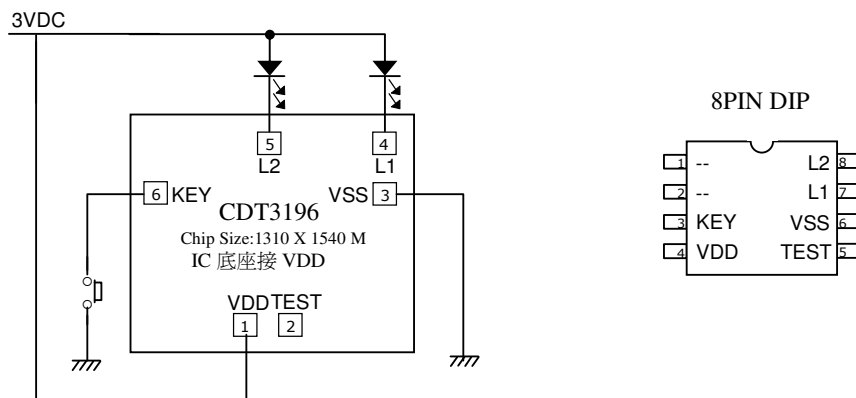 3VDC
5
4
L2
L1
6 KEY
VSS 3
CDT3196
Chip Size:1310 X 1540 M
IC 底座接 VDD
VDD TEST
1
2
8PIN DIP
1 -- L2 8
2 -- L1 7
3 KEY VSS 6
4 VDD TEST 5